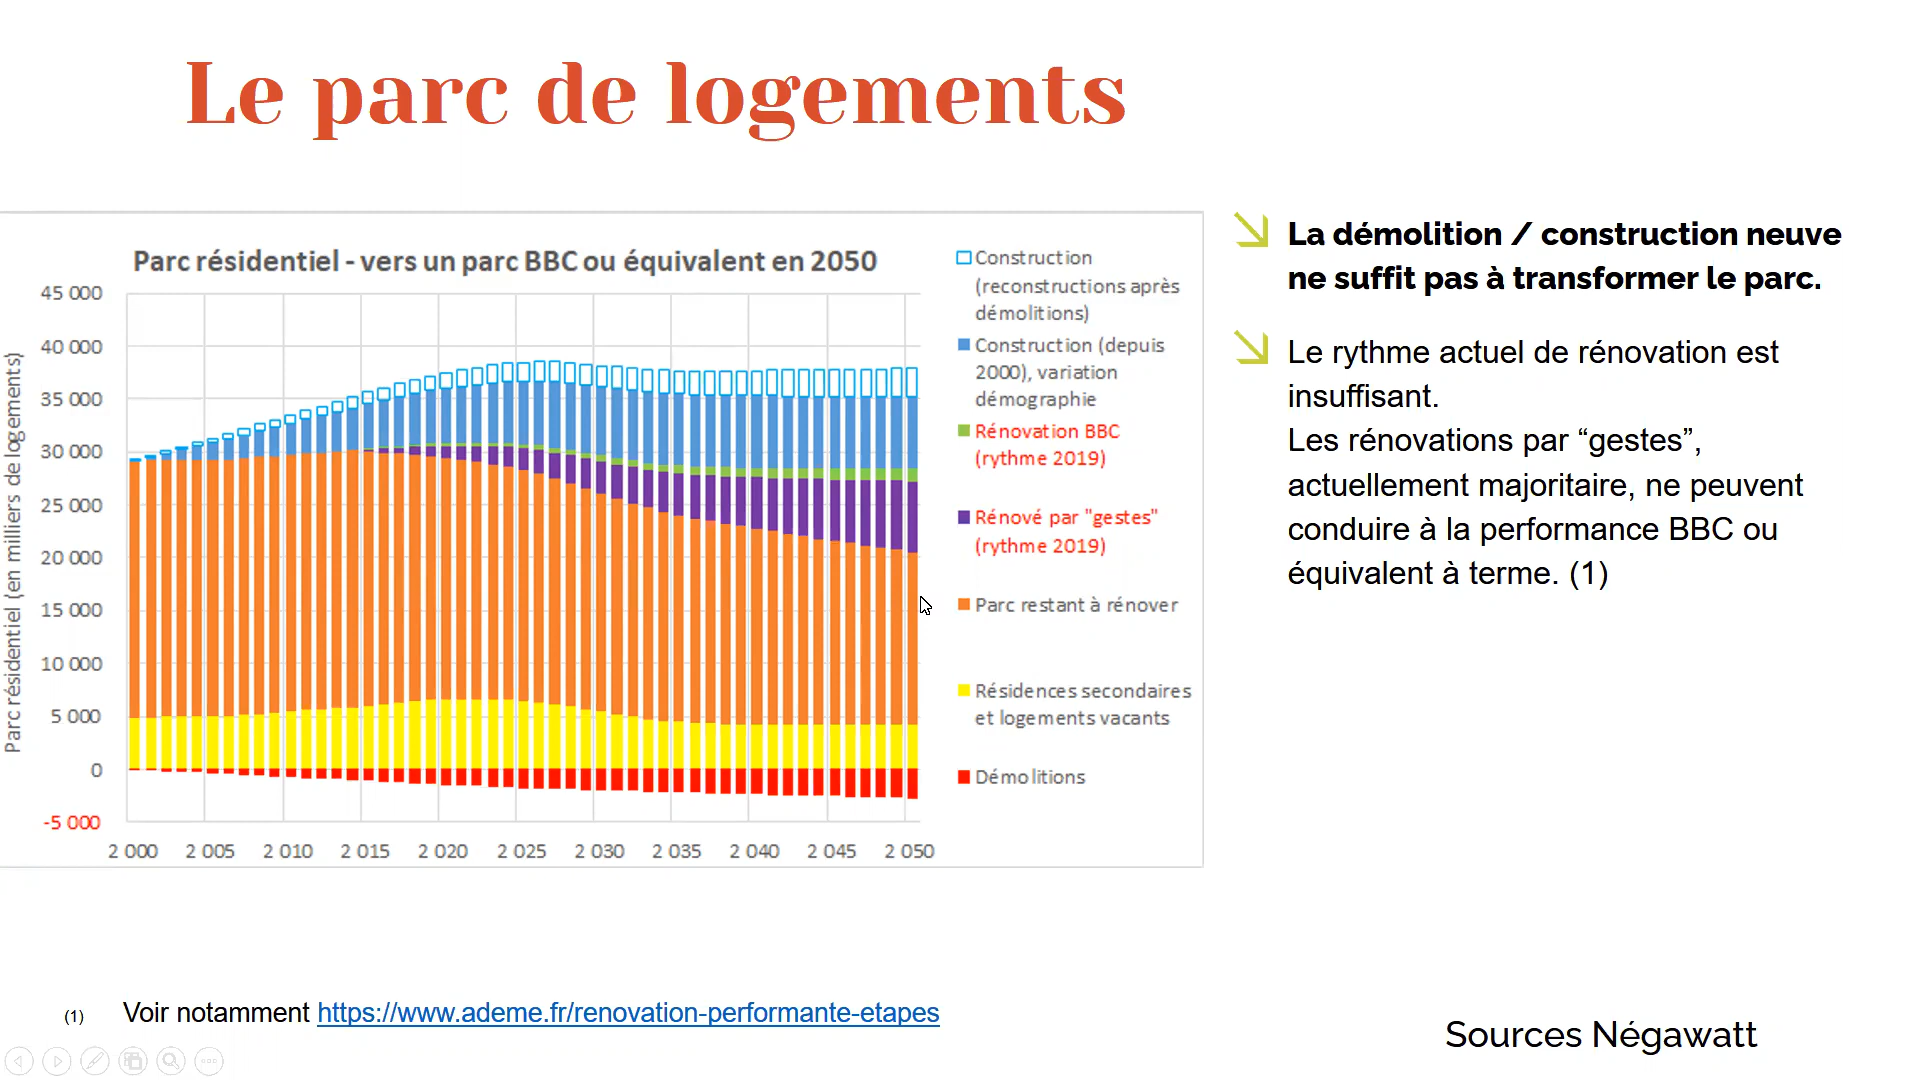 Le parc de logements
Parc résidentiel - vers un parc BBC ou équivalent en 2050
Parc résidentiel (en milliers de logements)
45 000
40 000
35 000
30 000
25 000
20 000
15 000
10 000
5 000
0
-5 000
2 000 2 005 2 010 2 015 2 020 2 025 2 030 2 035 2 040 2 045 2 050
Construction
(reconstructions après
démolitions)
Construction (depuis
2000), variation
démographie
Rénovation BBC
(rythme 2019)
Rénové par "gestes"
(rythme 2019)
Parc restant à rénover
Résidences secondaires
et logements vacants
Démolitions
La démolition / construction neuve
ne suffit pas à transformer le parc.
Le rythme actuel de rénovation est
insuffisant.
Les rénovations par “gestes”,
actuellement majoritaire, ne peuvent
conduire à la performance BBC ou
équivalent à terme. (1)
(1) Voir notamment https://www.ademe.fr/renovation-performante-etapes
Sources Négawatt